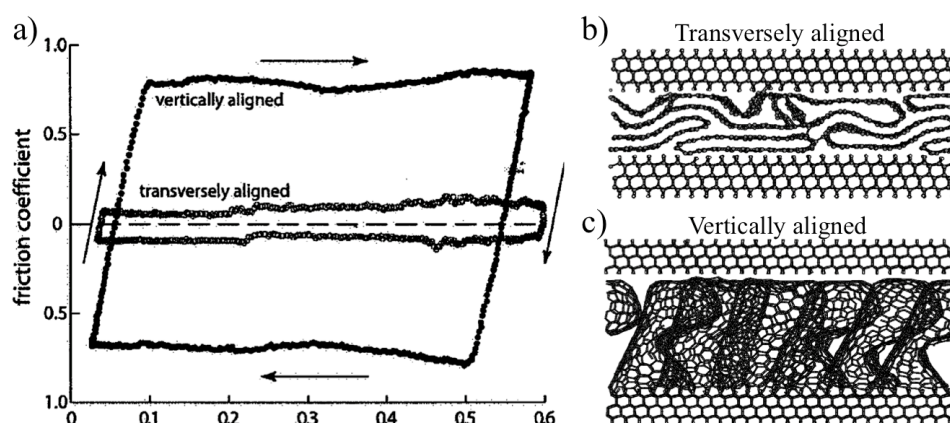 a)
1.0
0.5
0
0.5
1.0
friction coefficient
vertically aligned
transversely aligned
0 0.1 0.2 0.3 0.4 0.5 0.6
b)
Transversely aligned
c)
Vertically aligned